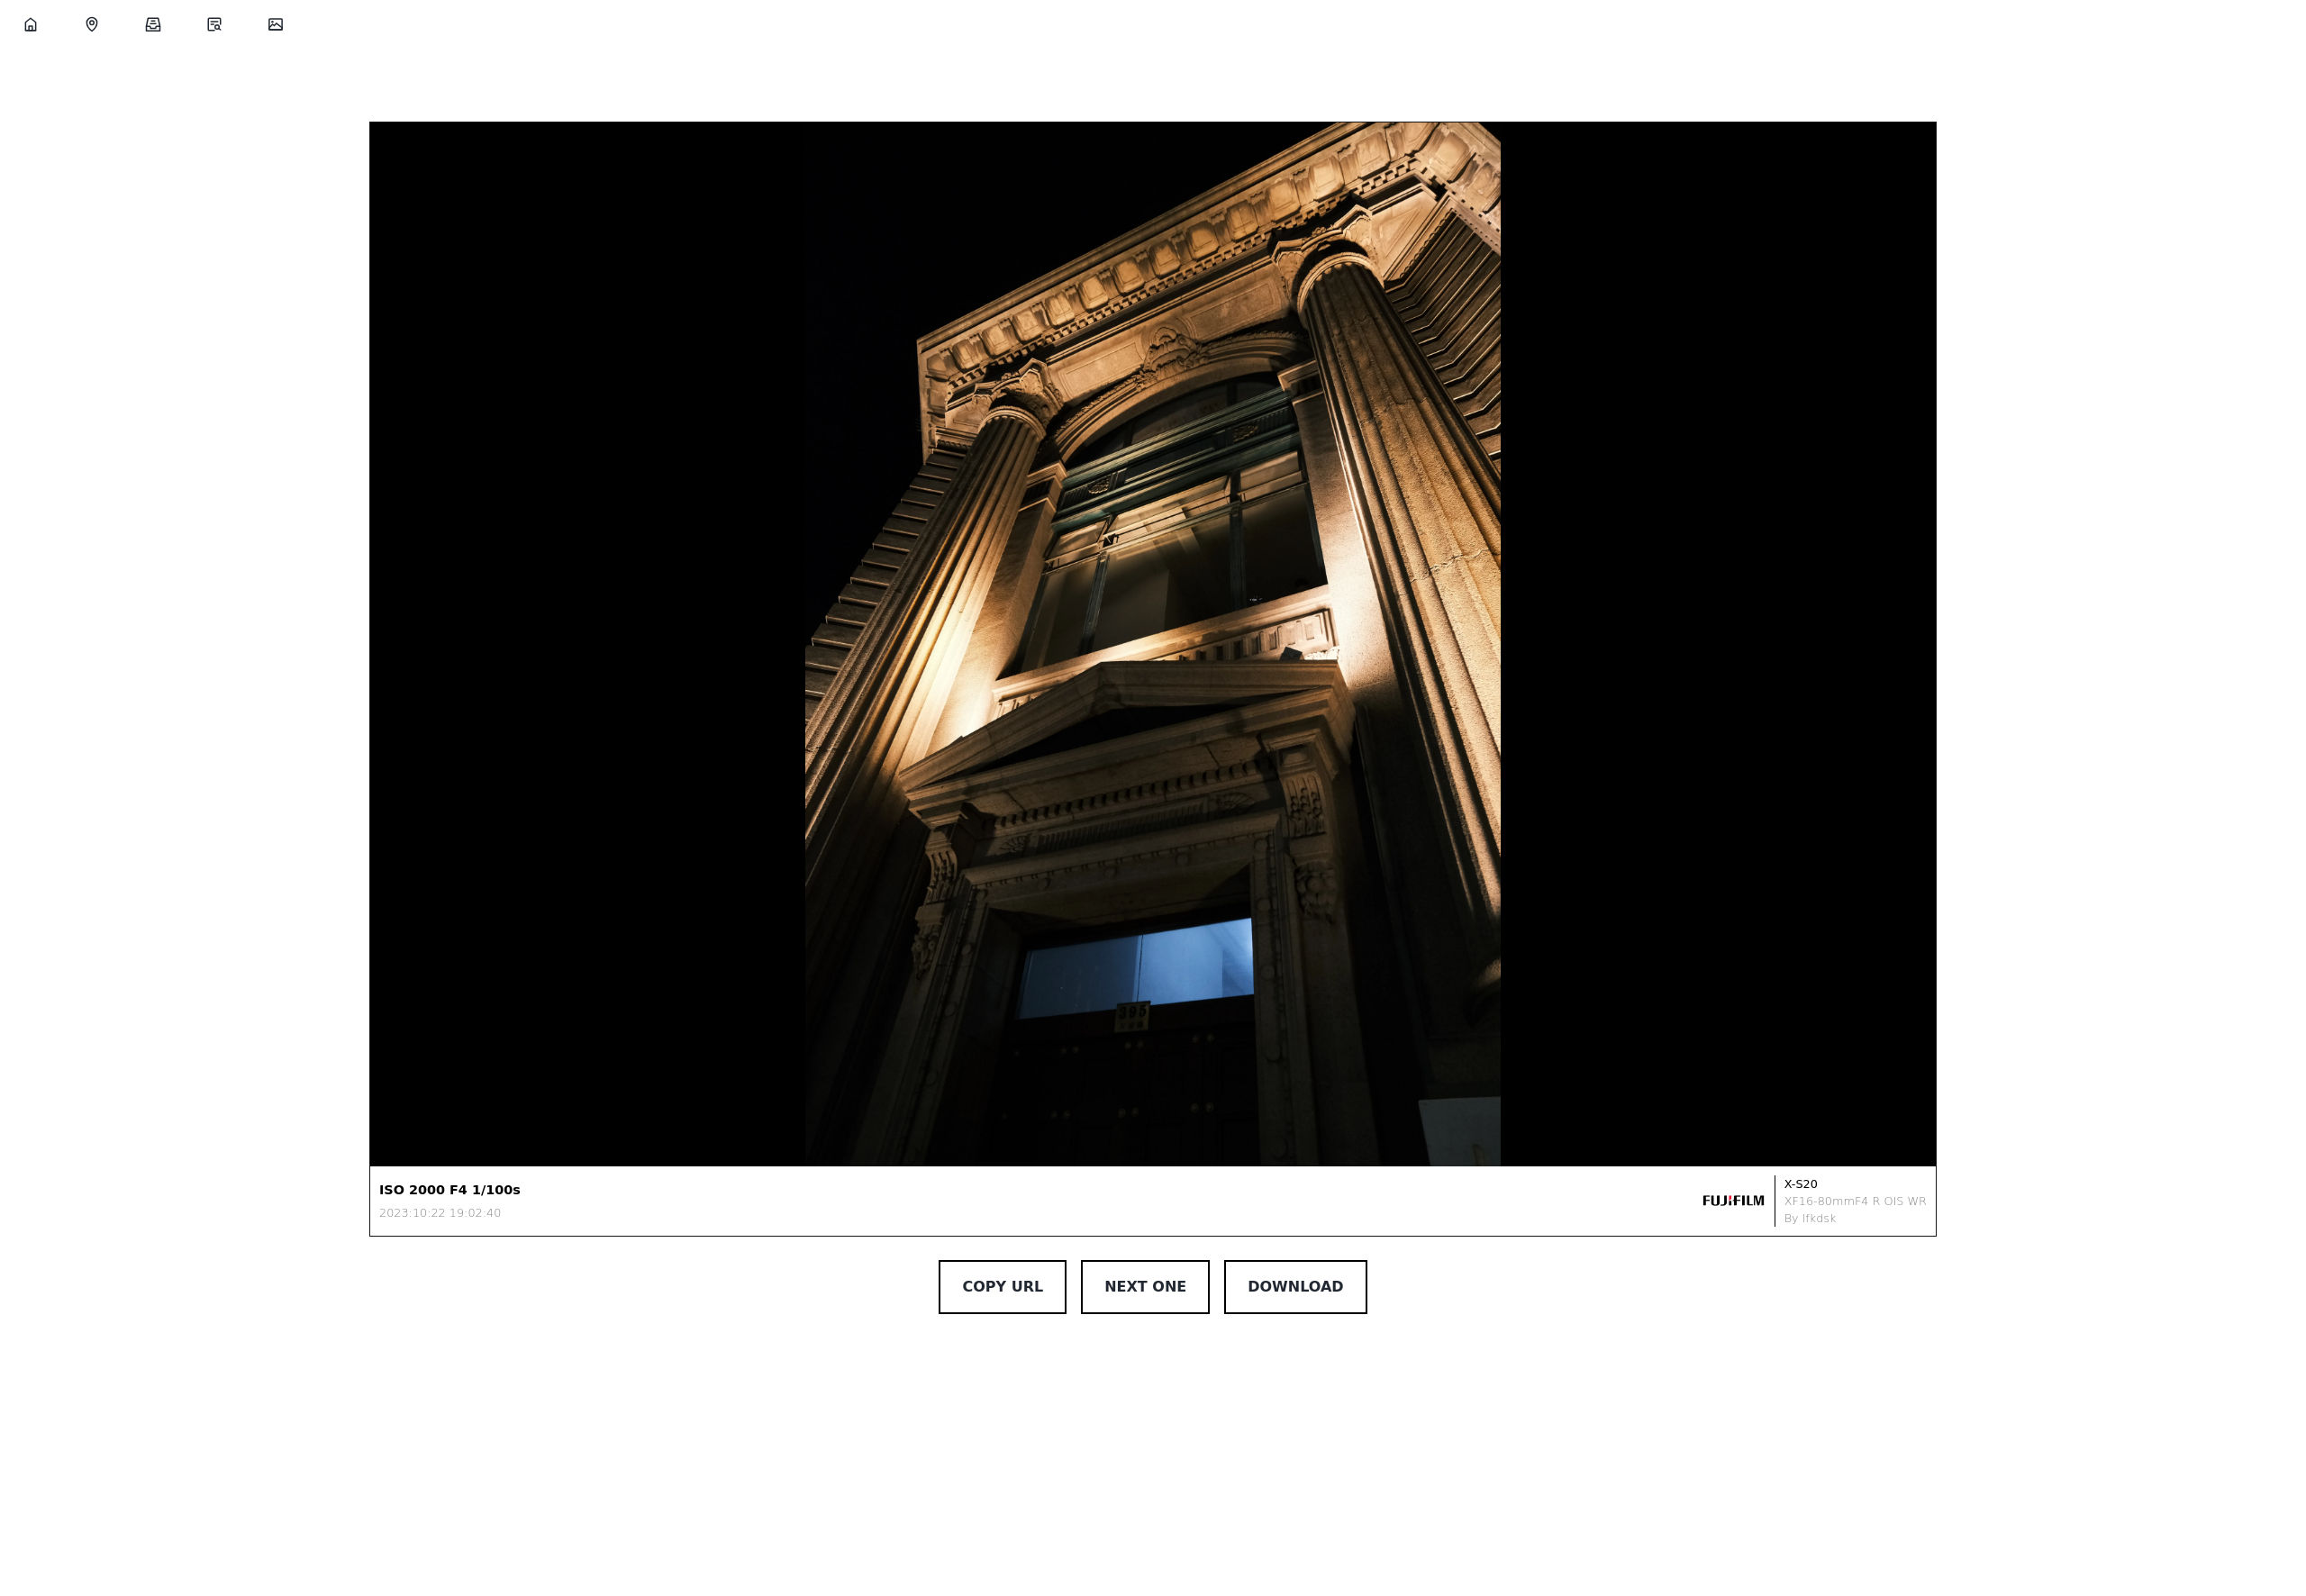 395
ISO 2000 F4 1/100s
2023:10:22 19:02:40
FUJIFILM
X-S20
XF16-80mmF4 R OIS WR
By lfkdsk
COPY URL
NEXT ONE
DOWNLOAD